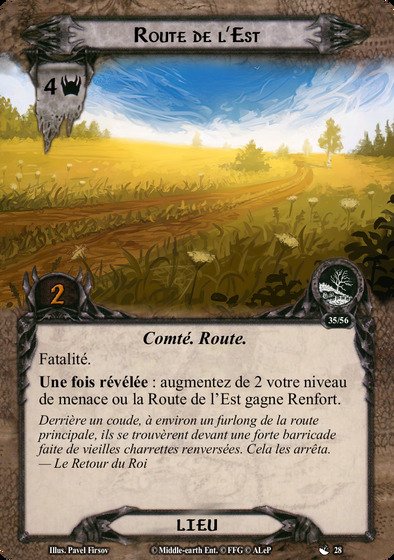 Route de l'Est
4
2
35/56
Comté. Route.
Fatalité.
Une fois révélée : augmentez de 2 votre niveau
de menace ou la Route de l'Est gagne Renfort.
Derrière un coude, à environ un furlong de la route
principale, ils se trouvèrent devant une forte barricade
faite de vieilles charrettes renversées. Cela les arrêta.
— Le Retour du Roi
LIEU
Illus. Pavel Firsov
© Middle-earth Ent. © FFG © ALeP
28